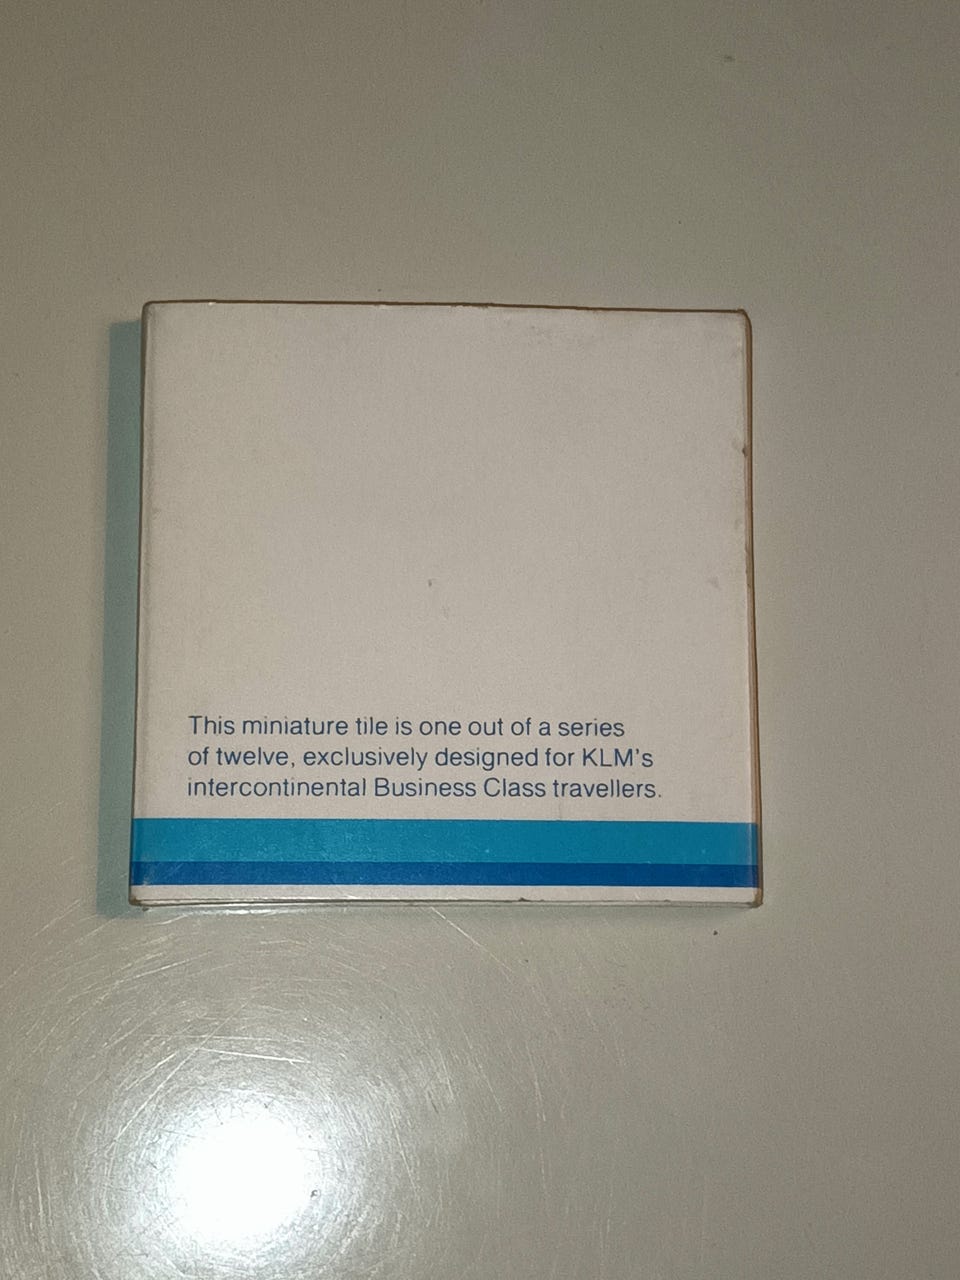 This miniature tile is one out of a series
of twelve, exclusively designed for KLM's
intercontinental Business Class travellers.